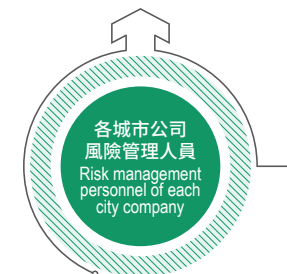 各城市公司
風險管理人員
Risk management
personnel of each
city company